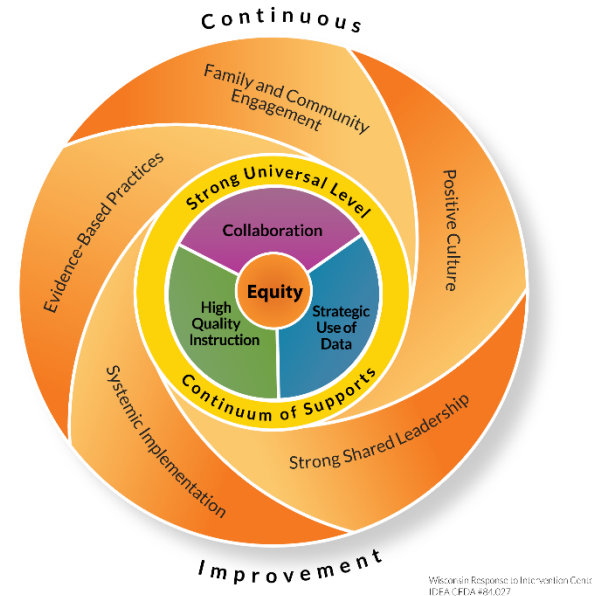 Continuous
Family and Community
Engagement
Positive Culture
Strong Shared Leadership
Systemic Implementation
Evidence-Based Practices
Strong Universal Level
Continuum of Supports
Collaboration
Strategic
Use of
Data
High
Quality
Instruction
Equity
Improvement
Wisconsin Response to Intervention
IDEA CFDA #84.027